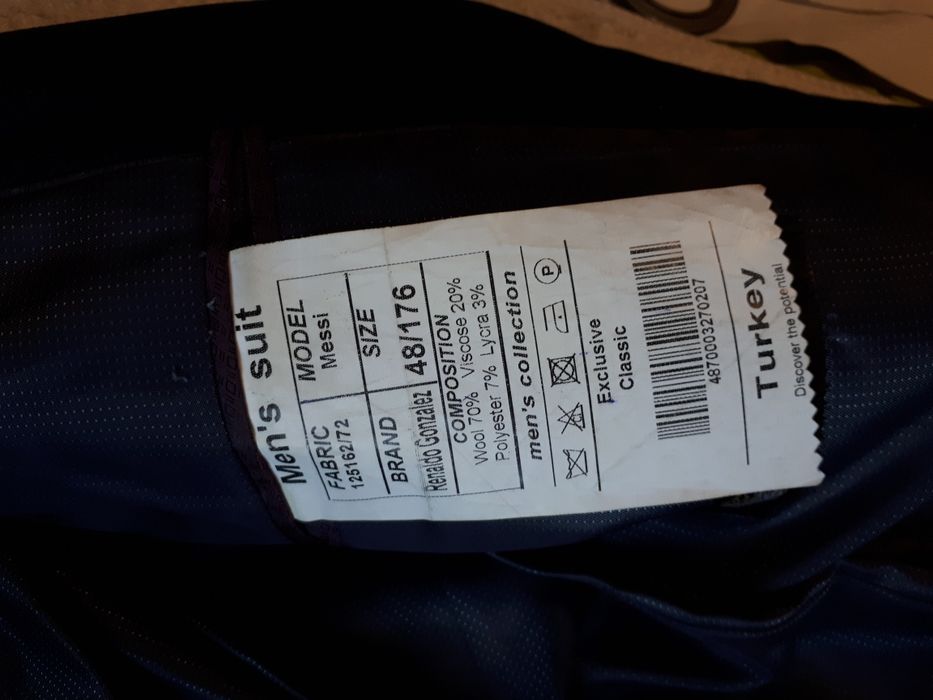 Men's suit
FABRIC MODEL
125162/72 Messi
BRAND SIZE
Renaldo Gonzalez 48/176
COMPOSITION
Wool 70% Viscose 20%
Polyester 7% Lycra 3%
men's collection
P
Exclusive
Classic
4870003270207
Turkey
Discover the potential